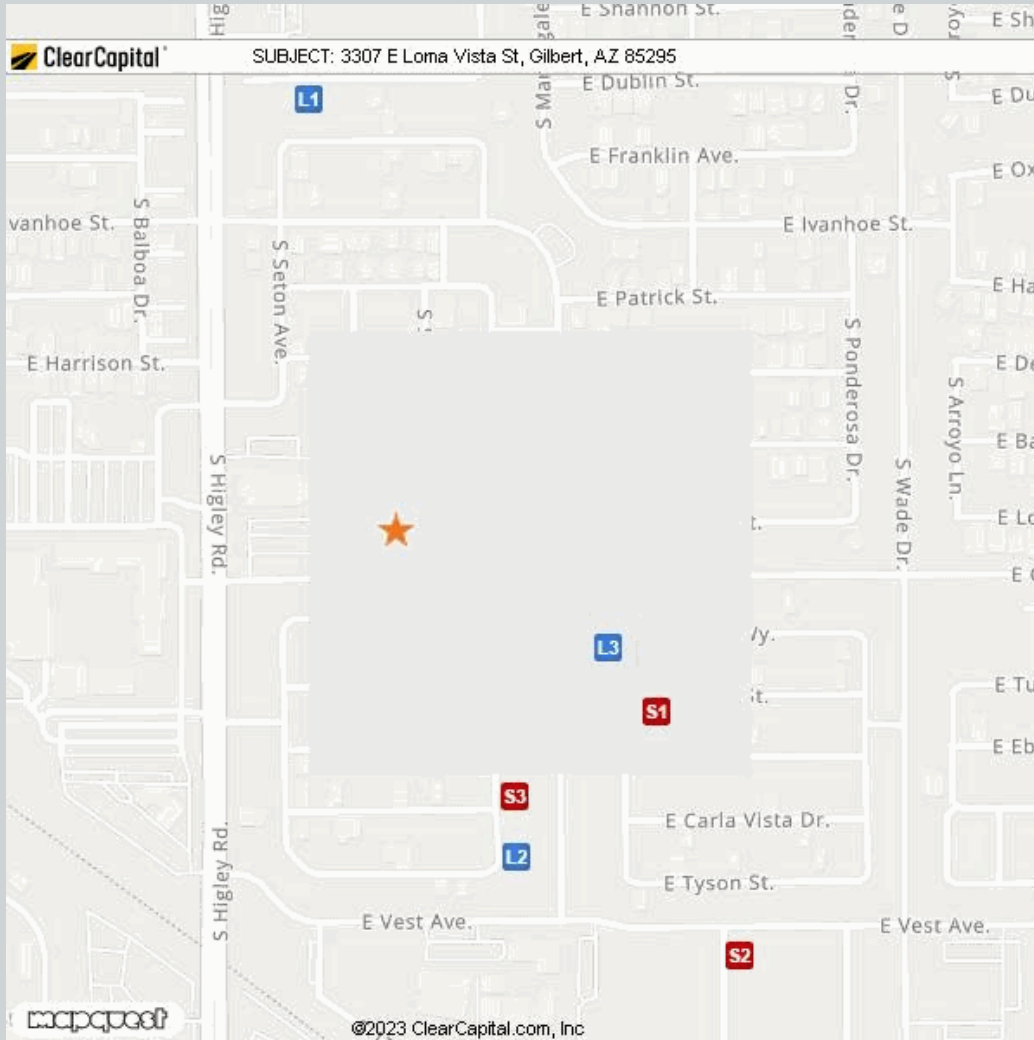 E Shannon St.
ClearCapital
SUBJECT: 3307 E Loma Vista St, Gilbert, AZ 85295
L1
E Dublin St.
Dr.
E Franklin Ave.
S Balboa Dr.
E Ivanhoe St.
S Seton Ave.
E Patrick St.
E Harrison St.
S Ponderosa Dr.
S Arroyo Ln.
S Higley Rd.
S Wade Dr.
L3
S1
S3
E Carla Vista Dr.
L2
E Tyson St.
S Higley Rd.
E Vest Ave.
E Vest Ave.
S2
mapquest
©2023 ClearCapital.com, Inc